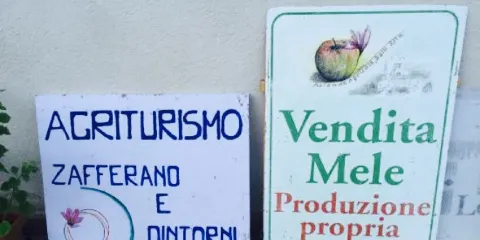 AGRITURISMO
ZAFFERANO
E
DINTORNI
Vendita
Mele
Produzione
propria